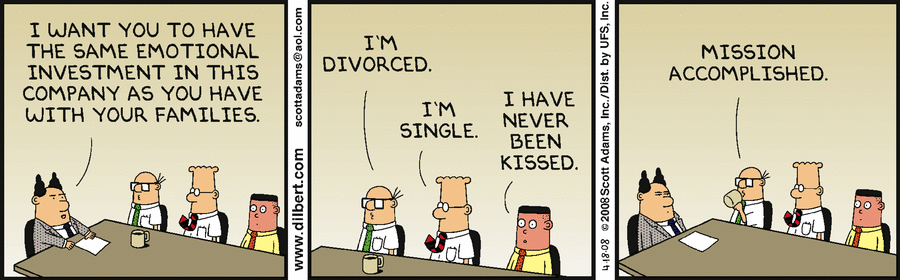 I WANT YOU TO HAVE
THE SAME EMOTIONAL
INVESTMENT IN THIS
COMPANY AS YOU HAVE
WITH YOUR FAMILIES.
www.dilbert.com scottadams@aol.com
I'M
DIVORCED.
I'M
SINGLE.
I HAVE
NEVER
BEEN
KISSED.
4-18-08 © 2008 Scott Adams, Inc./Dist. by UFS, Inc.
MISSION
ACCOMPLISHED.